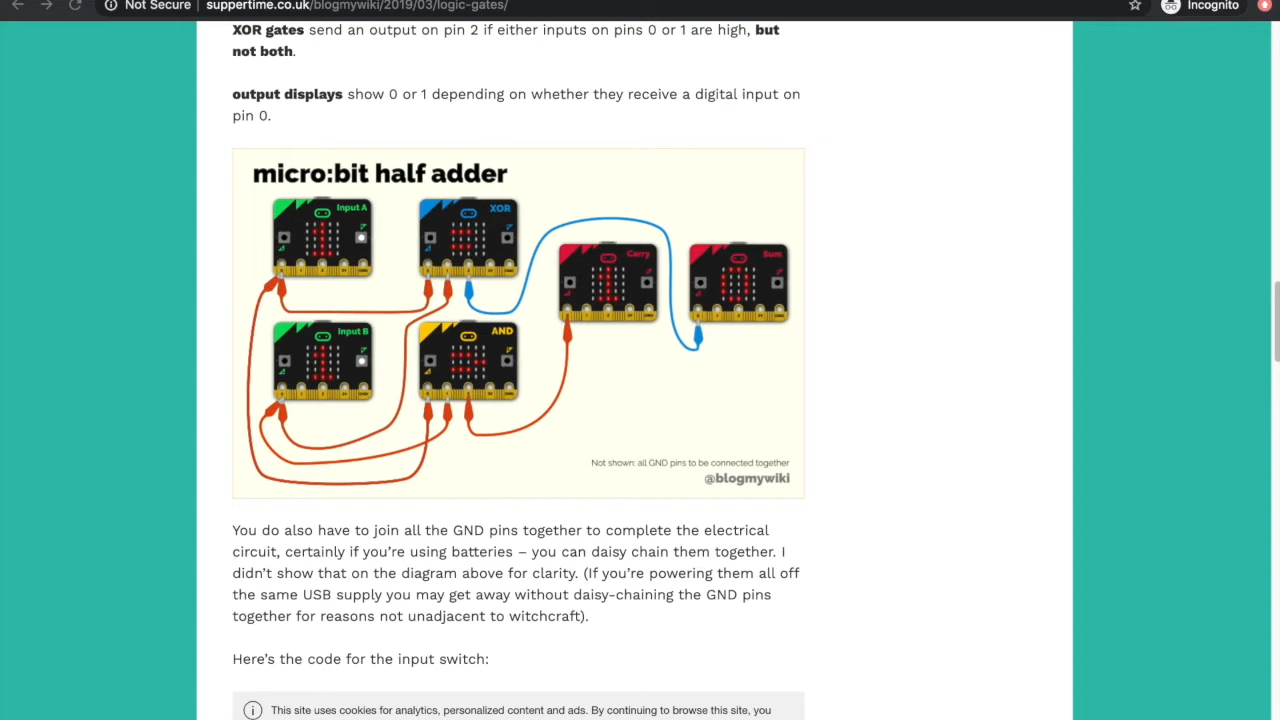 Not Secure
suppertime.co.uk/blogmywiki/2019/03/logic-gates/
Incognito
XOR gates send an output on pin 2 if either inputs on pins 0 or 1 are high, but
not both.
output displays show 0 or 1 depending on whether they receive a digital input on
pin 0.
micro:bit half adder
Input A
XOR
Carry
Sum
Input B
AND
Not shown: all GND pins to be connected together
@blogmywiki
You do also have to join all the GND pins together to complete the electrical
circuit, certainly if you’re using batteries – you can daisy chain them together. I
didn’t show that on the diagram above for clarity. (If you’re powering them all off
the same USB supply you may get away without daisy-chaining the GND pins
together for reasons not unadjacent to witchcraft).
Here’s the code for the input switch:
This site uses cookies for analytics, personalized content and ads. By continuing to browse this site, you